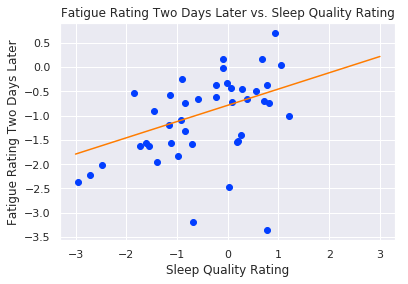 Fatigue Rating Two Days Later vs. Sleep Quality Rating
0.5
0.0
−0.5
−1.0
−1.5
−2.0
−2.5
−3.0
−3.5
Fatigue Rating Two Days Later
−3 −2 −1 0 1 2 3
Sleep Quality Rating